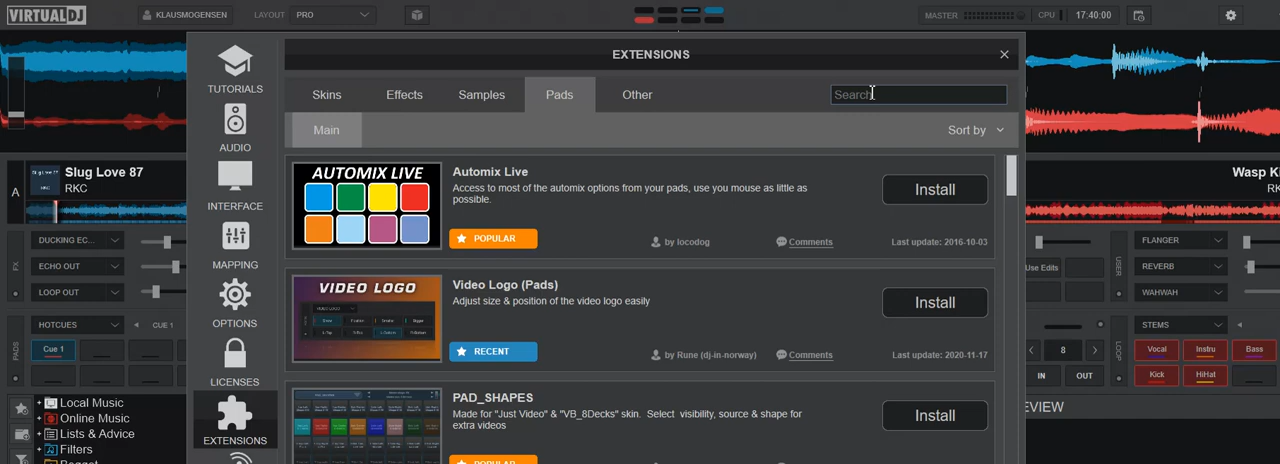 VIRTUALDJ
KLAUSMOGENSEN
LAYOUT PRO
MASTER
CPU
17:40:00
EXTENSIONS
TUTORIALS
AUDIO
INTERFACE
MAPPING
OPTIONS
LICENSES
EXTENSIONS
Skins Effects Samples Pads Other
Search
Main
Sort by
AUTOMIX LIVE
Automix Live
Access to most of the automix options from your pads, use you mouse as little as
possible.
Install
POPULAR
by locodog
Comments
Last update: 2016-10-03
VIDEO LOGO
Video Logo (Pads)
Adjust size & position of the video logo easily
Install
RECENT
by Rune (dj-in-norway)
Comments
Last update: 2020-11-17
PAD_SHAPES
Made for "Just Video" & "VB_8Decks" skin. Select visibility, source & shape for
extra videos
Install
A
Slug Love 87
RKC
FX
DUCKING EC...
ECHO OUT
LOOP OUT
PADS
HOTCUES
CUE 1
Cue 1
Local Music
Online Music
Lists & Advice
Filters
Wasp Ki
RK
Use Edits
USER
FLANGER
REVERB
WAHWAH
LOOP
8
IN OUT
STEMS
Vocal Instru Bass
Kick HiHat
EVIEW